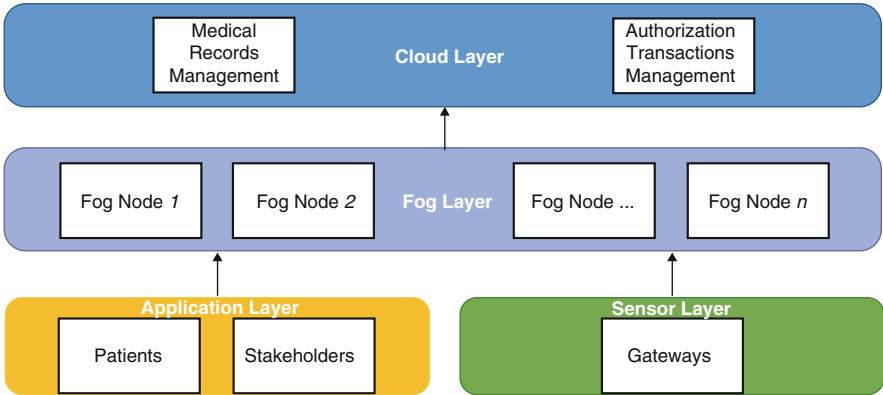 Medical
Records
Management
Cloud Layer
Authorization
Transactions
Management
Fog Node 1
Fog Node 2
Fog Layer
Fog Node ...
Fog Node n
Application Layer
Patients
Stakeholders
Sensor Layer
Gateways